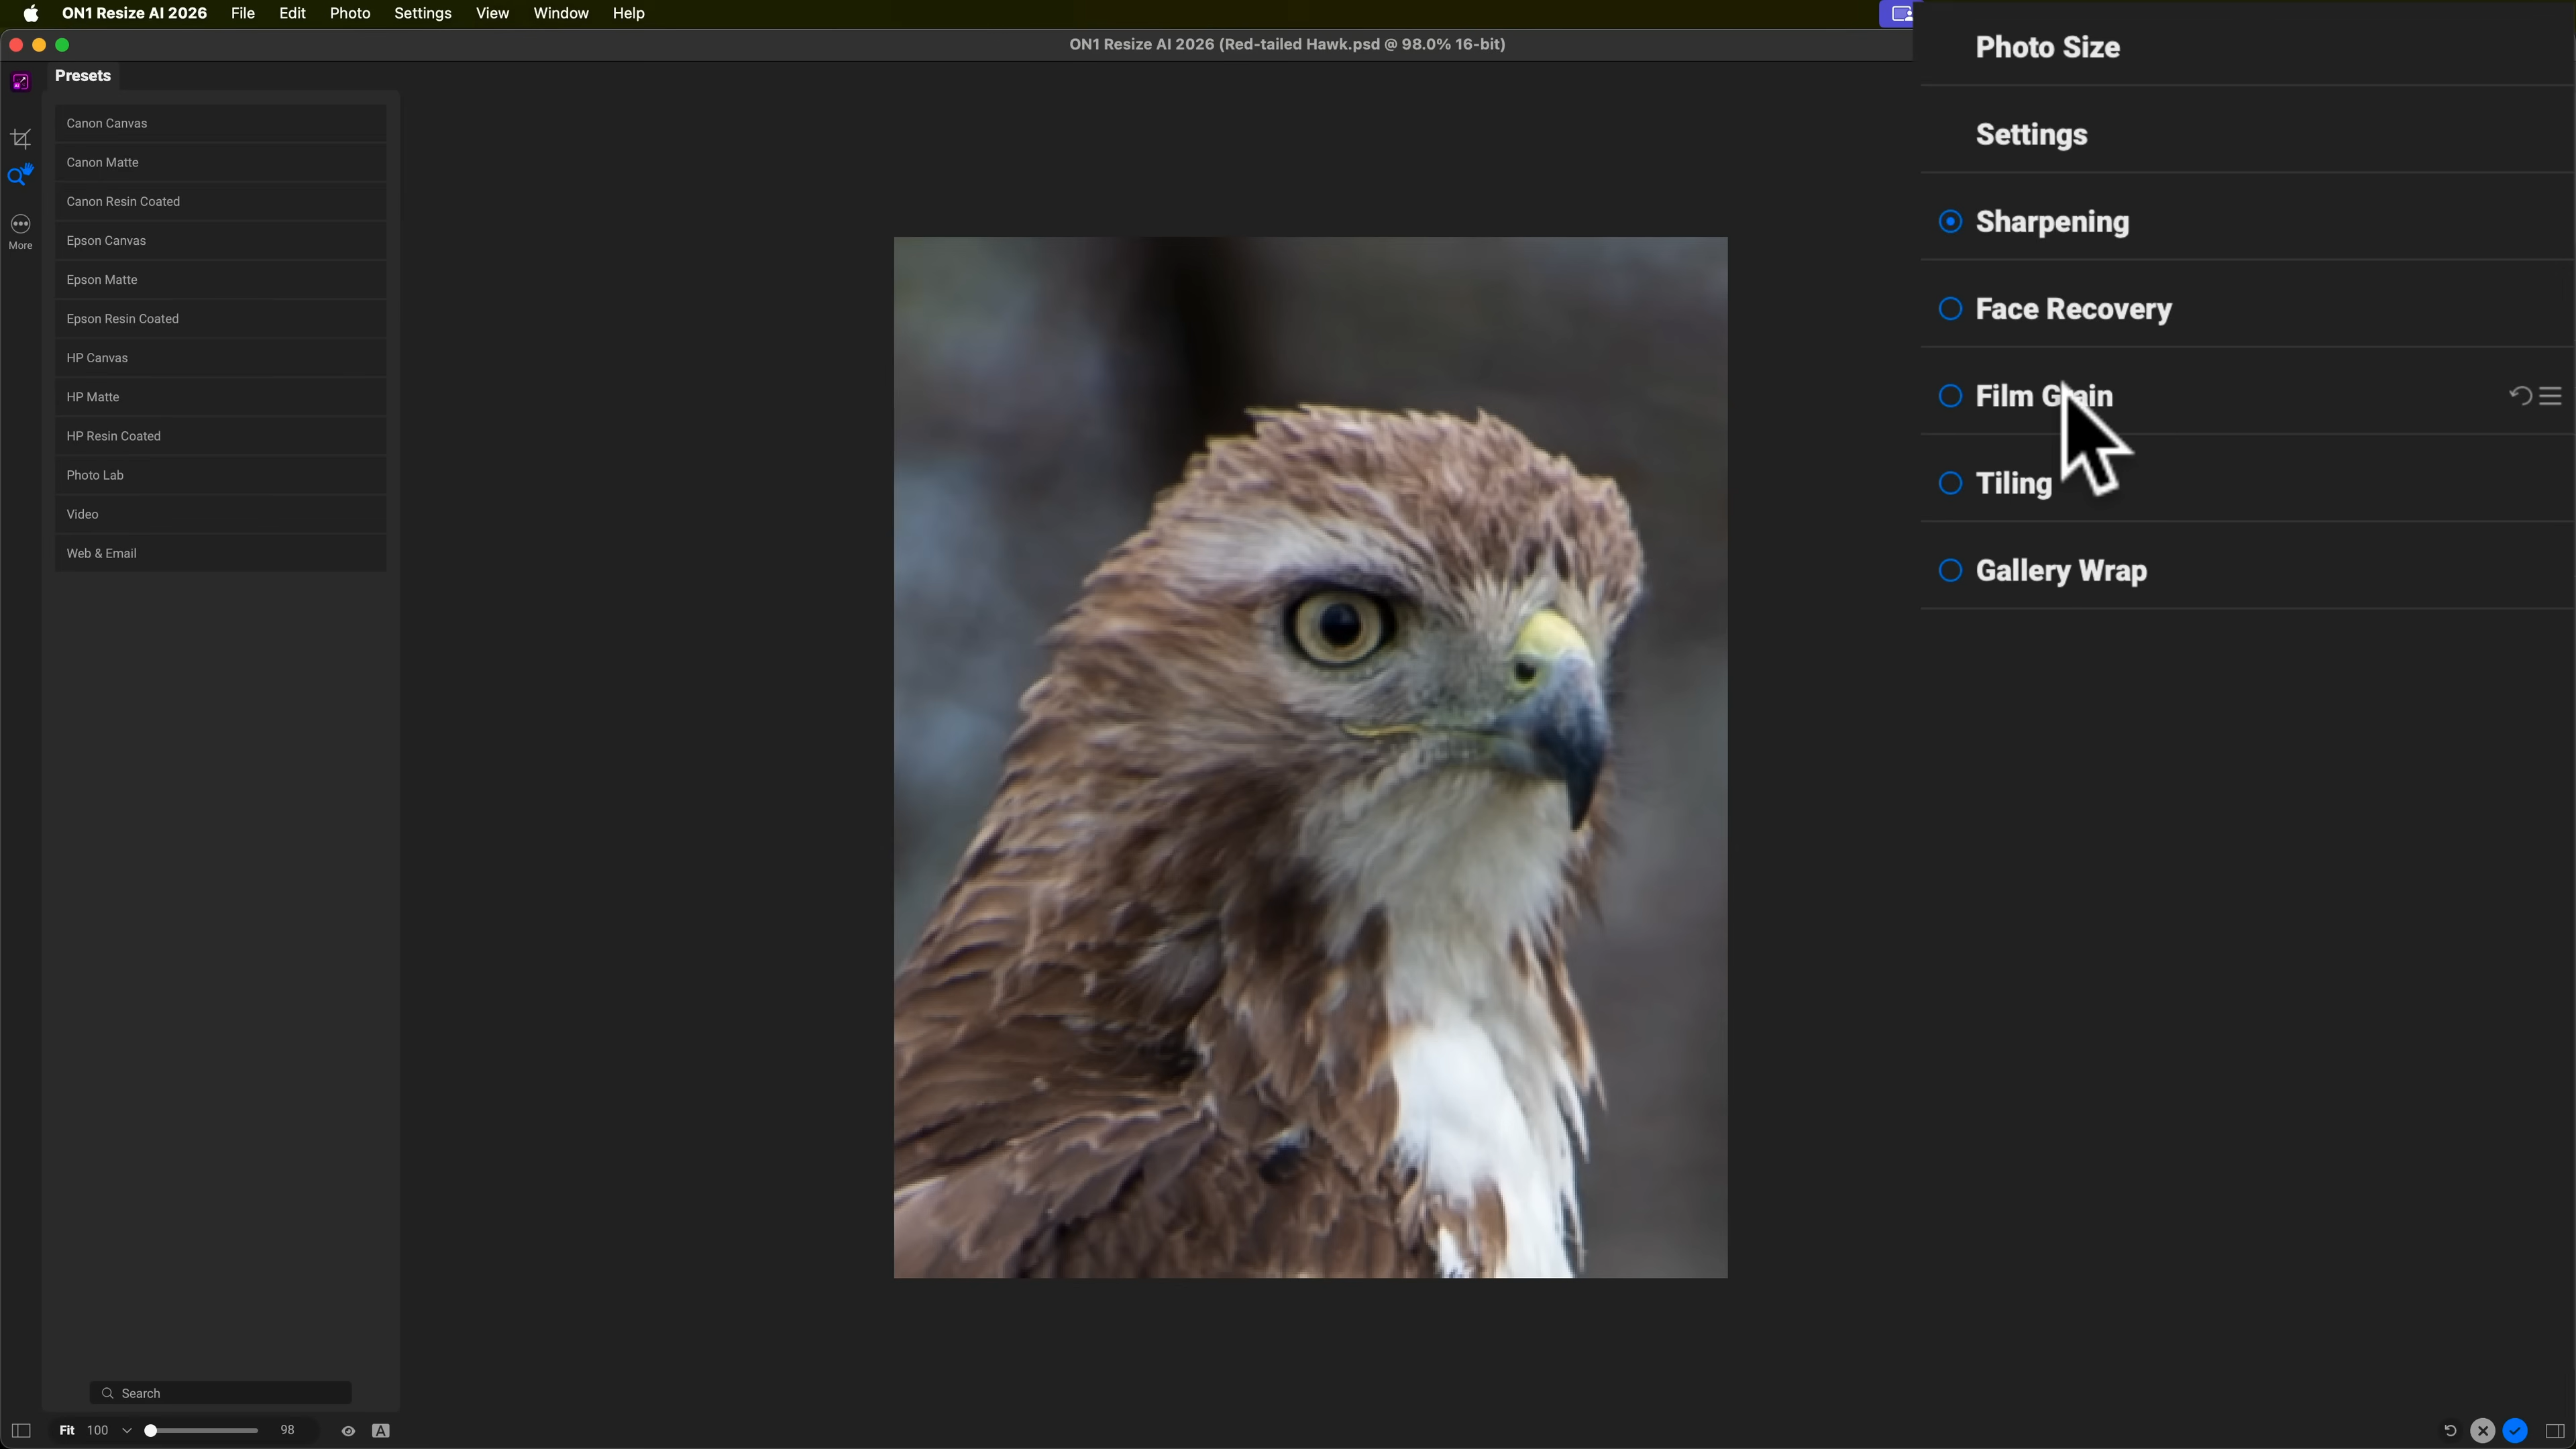 ON1 Resize AI 2026 File Edit Photo Settings View Window Help
ON1 Resize AI 2026 (Red-tailed Hawk.psd @ 98.0% 16-bit)
Presets
Canon Canvas
Canon Matte
Canon Resin Coated
Epson Canvas
Epson Matte
Epson Resin Coated
HP Canvas
HP Matte
HP Resin Coated
Photo Lab
Video
Web & Email
More
Search
Fit 100 98
A
Photo Size
Settings
Sharpening
Face Recovery
Film Grain
Tiling
Gallery Wrap